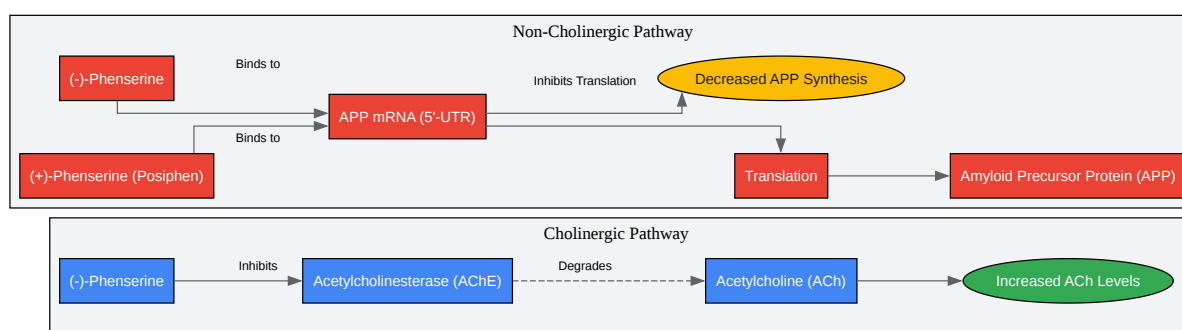 Non-Cholinergic Pathway
(-)-Phenserine
Binds to
Inhibits Translation
Decreased APP Synthesis
APP mRNA (5'-UTR)
Binds to
(+)-Phenserine (Posiphen)
Translation
Amyloid Precursor Protein (APP)
Cholinergic Pathway
(-)-Phenserine
Inhibits
Acetylcholinesterase (AChE)
Degrades
Acetylcholine (ACh)
Increased ACh Levels